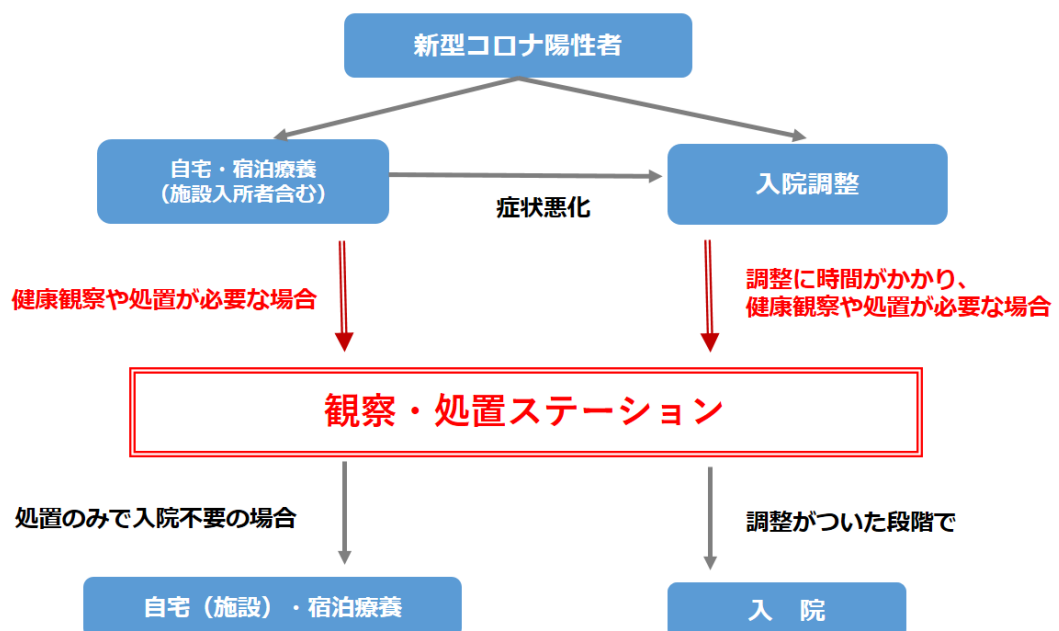 新型コロナ陽性者
自宅・宿泊療養
（施設入所者含む）
入院調整
症状悪化
健康観察や処置が必要な場合
調整に時間がかかり、
健康観察や処置が必要な場合
観察・処置ステーション
処置のみで入院不要の場合
調整がついた段階で
自宅（施設）・宿泊療養
入　院